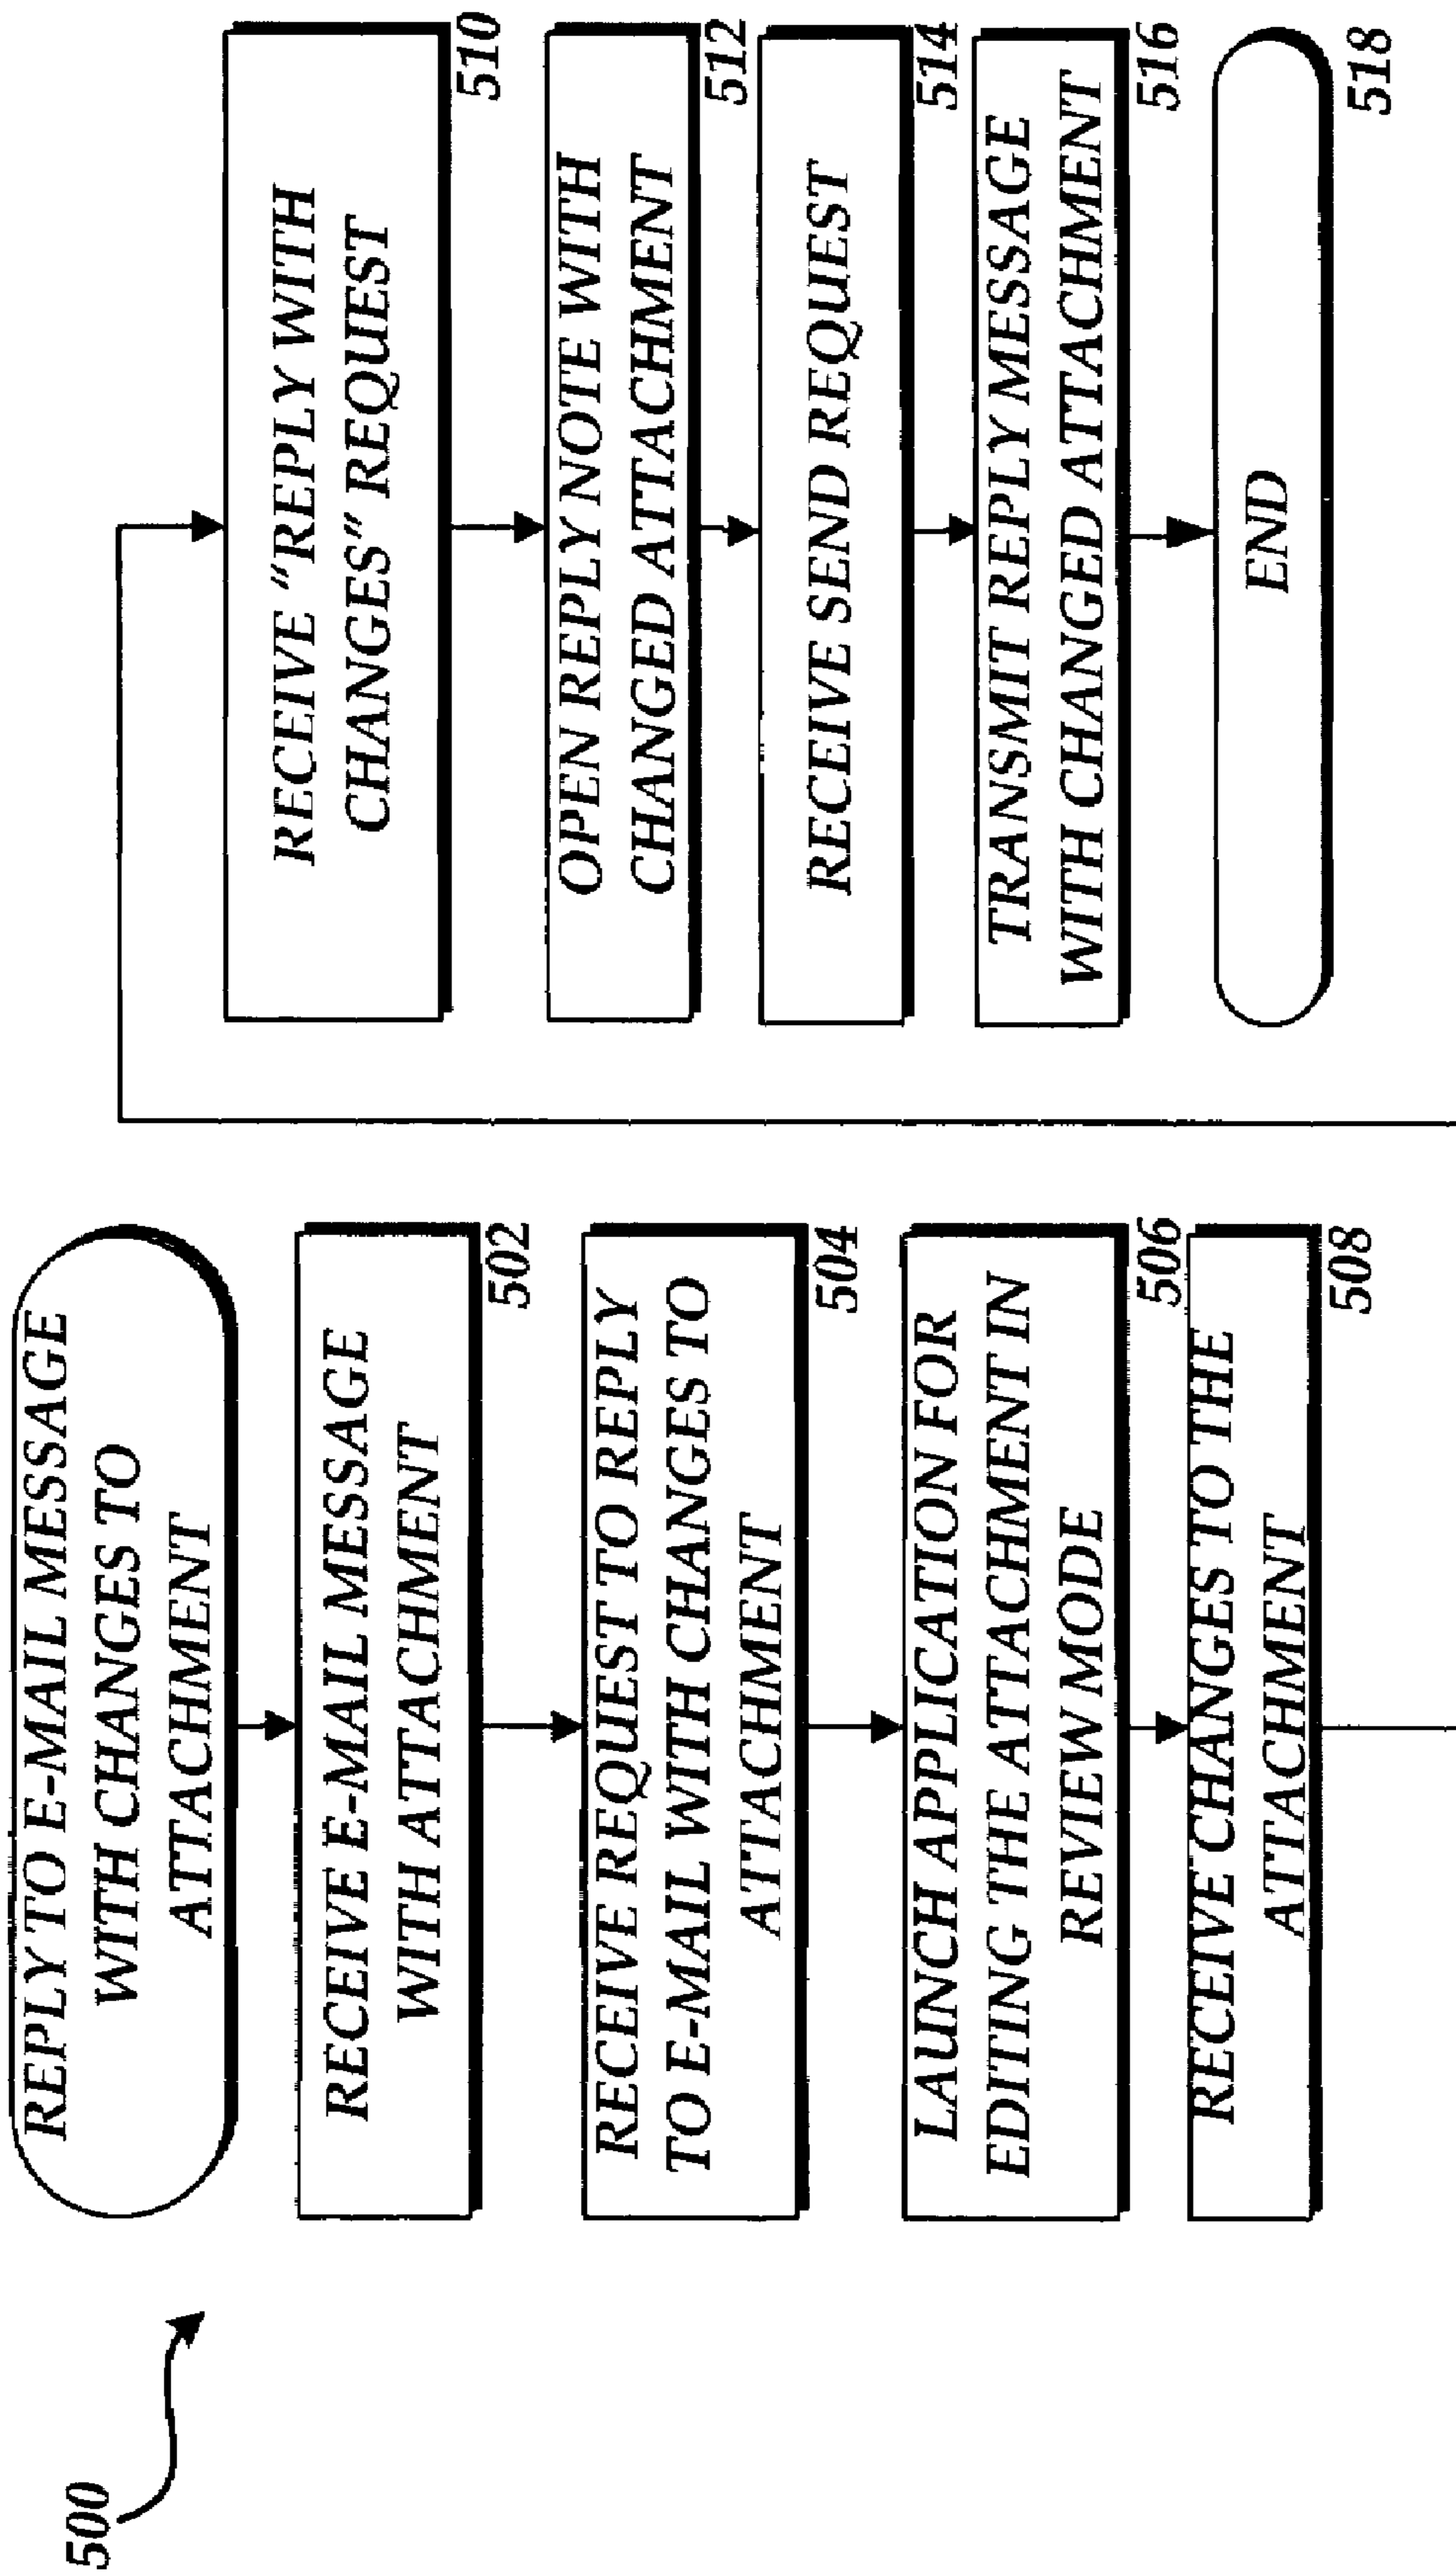 500
REPLY TO E-MAIL MESSAGE
WITH CHANGES TO
ATTACHMENT
RECEIVE E-MAIL MESSAGE
WITH ATTACHMENT
502
RECEIVE REQUEST TO REPLY
TO E-MAIL WITH CHANGES TO
ATTACHMENT
504
LAUNCH APPLICATION FOR
EDITING THE ATTACHMENT IN
REVIEW MODE
506
RECEIVE CHANGES TO THE
ATTACHMENT
508
RECEIVE "REPLY WITH
CHANGES" REQUEST
510
OPEN REPLY NOTE WITH
CHANGED ATTACHMENT
512
RECEIVE SEND REQUEST
514
TRANSMIT REPLY MESSAGE
WITH CHANGED ATTACHMENT
516
END
518